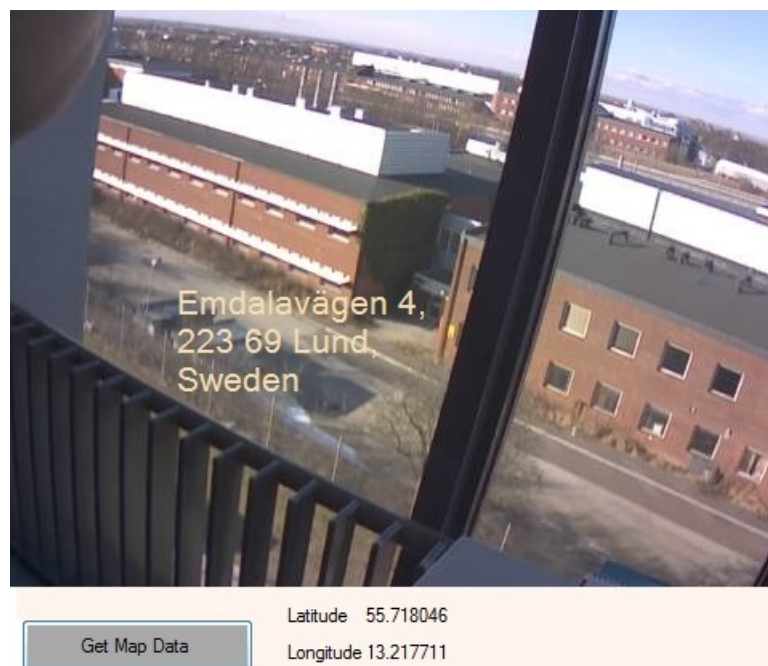 Emdalavägen 4,
223 69 Lund,
Sweden
Latitude 55.718046
Get Map Data
Longitude 13.217711